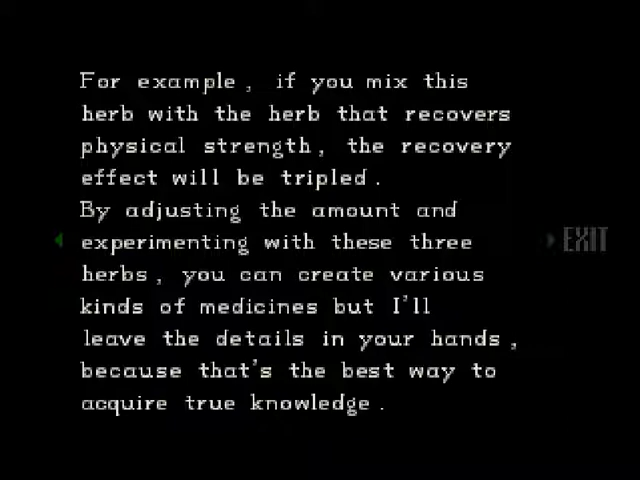 For example, if you mix this
herb with the herb that recovers
physical strength, the recovery
effect will be tripled.
By adjusting the amount and
experimenting with these three
herbs, you can create various
kinds of medicines but I'll
leave the details in your hands,
because that's the best way to
acquire true knowledge.
EXIT